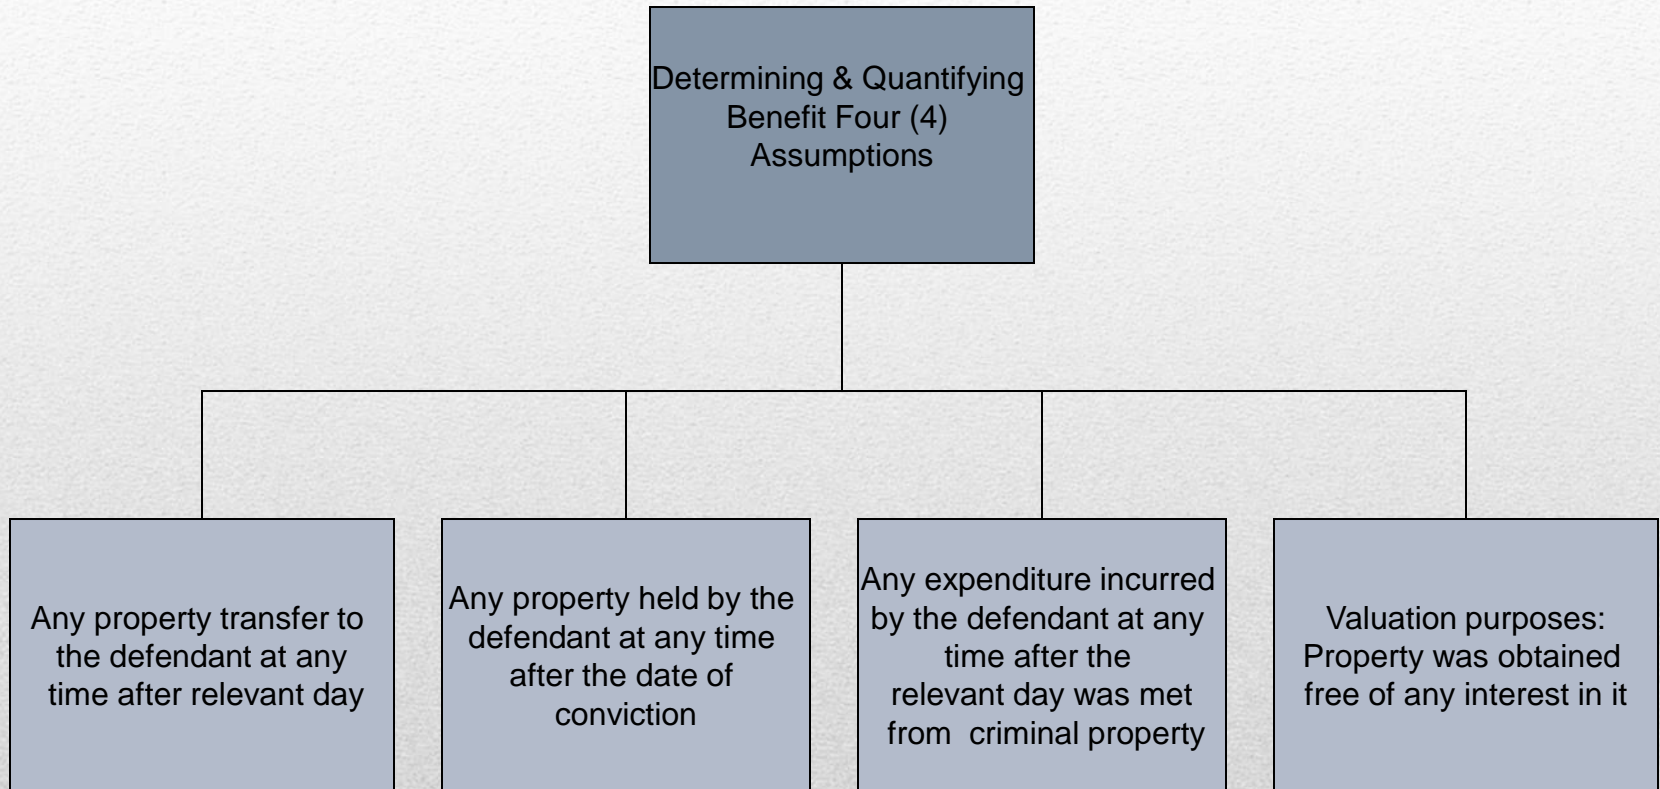 Determining & Quantifying
Benefit Four (4)
Assumptions
Any property transfer to
the defendant at any
time after relevant day
Any property held by the
defendant at any time
after the date of
conviction
Any expenditure incurred
by the defendant at any
time after the
relevant day was met
from criminal property
Valuation purposes:
Property was obtained
free of any interest in it